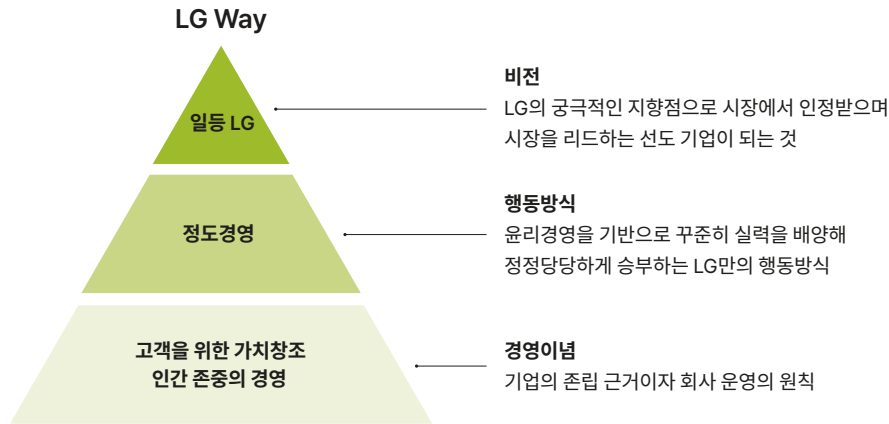 LG Way
일등 LG
비전
LG의 궁극적인 지향점으로 시장에서 인정받으며
시장을 리드하는 선도 기업이 되는 것
정도경영
행동방식
윤리경영을 기반으로 꾸준히 실력을 배양해
정정당당하게 승부하는 LG만의 행동방식
고객을 위한 가치창조
인간 존중의 경영
경영이념
기업의 존립 근거이자 회사 운영의 원칙